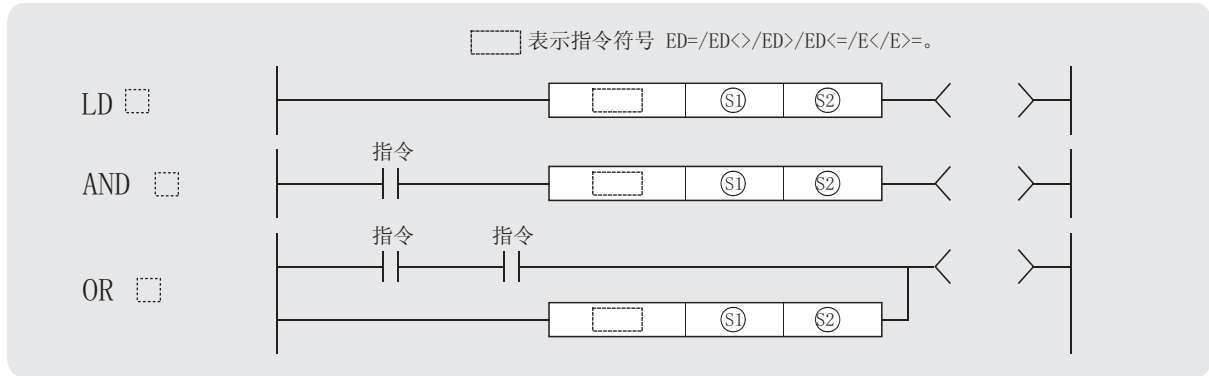 表示指令符号 ED=/ED<>/ED>/ED<=/E</E>=。
LD S1 S2
指令
AND S1 S2
指令 指令
OR
S1 S2